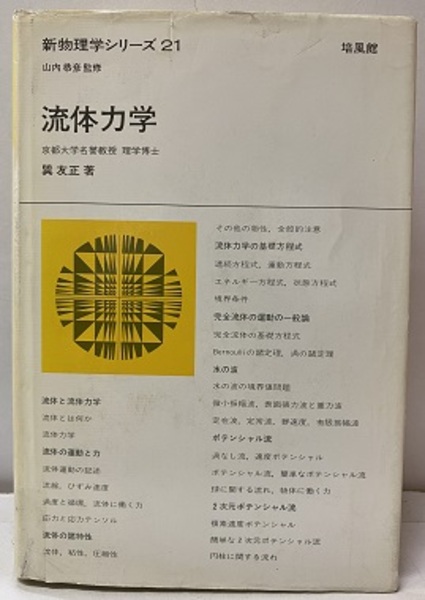 新物理学シリーズ 21
培風館
山内恭彦 監修
流体力学
京都大学名誉教授 理学博士
巽 友正 著
流体と流体力学
流体とは何か
流体力学
流体の運動と力
流体運動の記述
流線, ひずみ速度
渦度と循環, 流体に働く力
応力と応力テンソル
流体の諸特性
流体, 粘性, 圧縮性
その他の物性, 全般的注意
流体力学の基礎方程式
連続方程式, 運動方程式
エネルギー方程式, 状態方程式
境界条件
完全流体の運動の一般論
完全流体の基礎方程式
Bernoulliの諸定理, 渦の諸定理
水の波
水の波の境界値問題
微小振幅波, 表面張力波と重力波
定在波, 定常波, 群速度, 有限振幅波
ポテンシャル流
渦なし流, 速度ポテンシャル
ポテンシャル流, 簡単なポテンシャル流
球に関する流れ, 物体に働く力
2次元ポテンシャル流
複素速度ポテンシャル
簡単な2次元ポテンシャル流
円柱に関する流れ